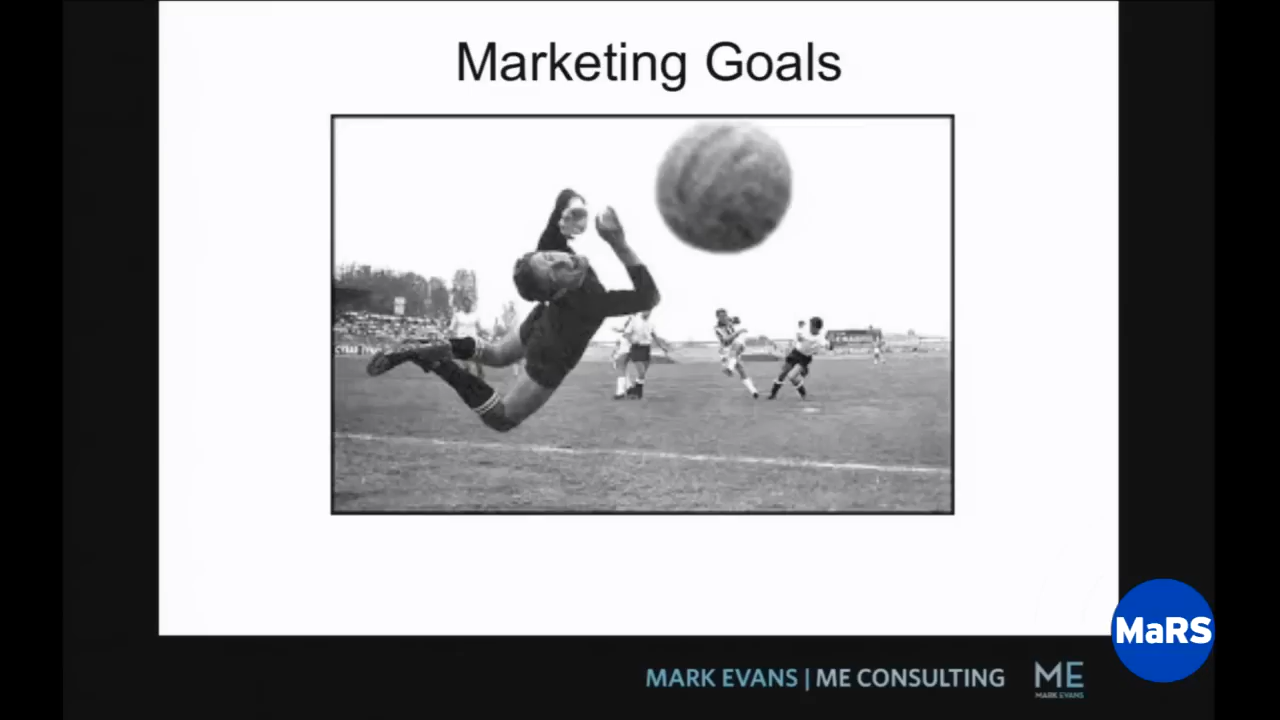 Marketing Goals
MaRS
MARK EVANS | ME CONSULTING
ME
MARK EVANS